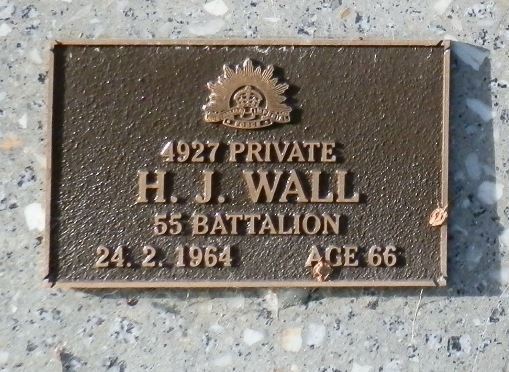 4927 PRIVATE
H. J. WALL
55 BATTALION
24. 2. 1964 AGE 66